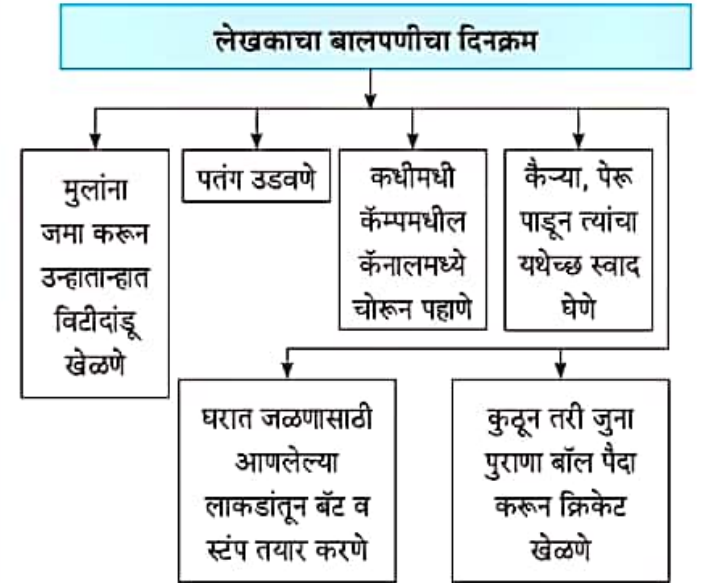 लेखकाचा बालपणीचा दिनक्रम
मुलांना
जमा करून
उन्हातान्हात
विटीदांडू
खेळणे
पतंग उडवणे
कधीमधी
कॅम्पमधील
कॅनालमध्ये
चोरून पहाणे
कैऱ्या, पेरू
पाडून त्यांचा
यथेच्छ स्वाद
घेणे
घरात जळणासाठी
आणलेल्या
लाकडांतून बॅट व
स्टंप तयार करणे
कुठून तरी जुना
पुराणा बॉल पैदा
करून क्रिकेट
खेळणे